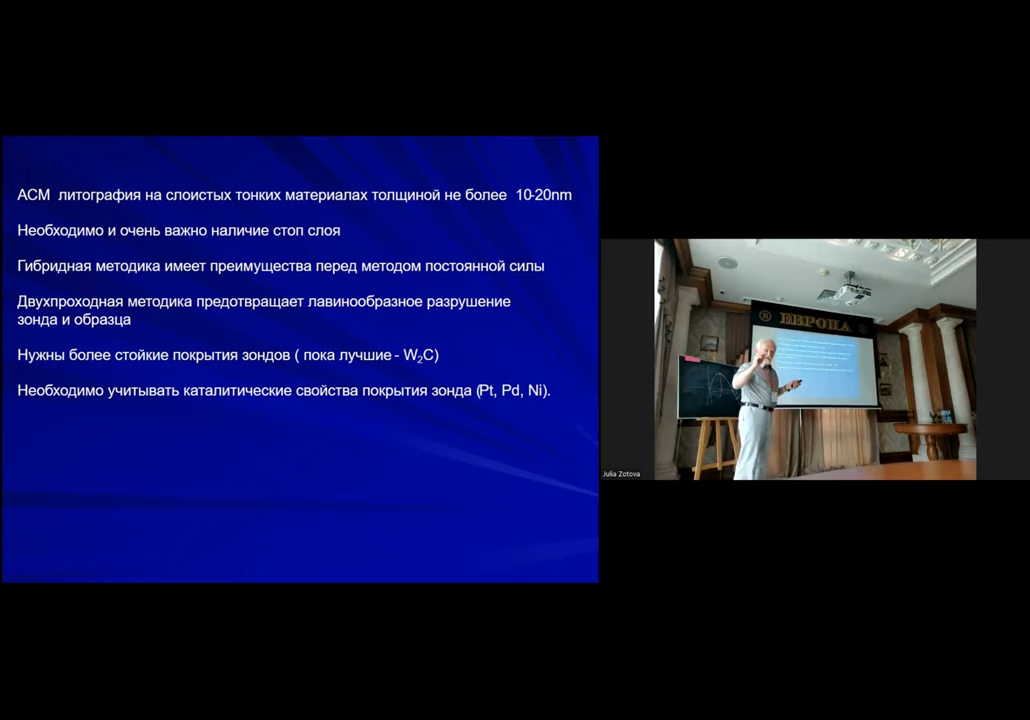 АСМ литография на слоистых тонких материалах толщиной не более 10-20nm
Необходимо и очень важно наличие стоп слоя
Гибридная методика имеет преимущества перед методом постоянной силы
Двухпроходная методика предотвращает лавинообразное разрушение
зонда и образца
Нужны более стойкие покрытия зондов ( пока лучшие - W₂C)
Необходимо учитывать каталитические свойства покрытия зонда (Pt, Pd, Ni).
ЕВРОПА
Julia Zotova